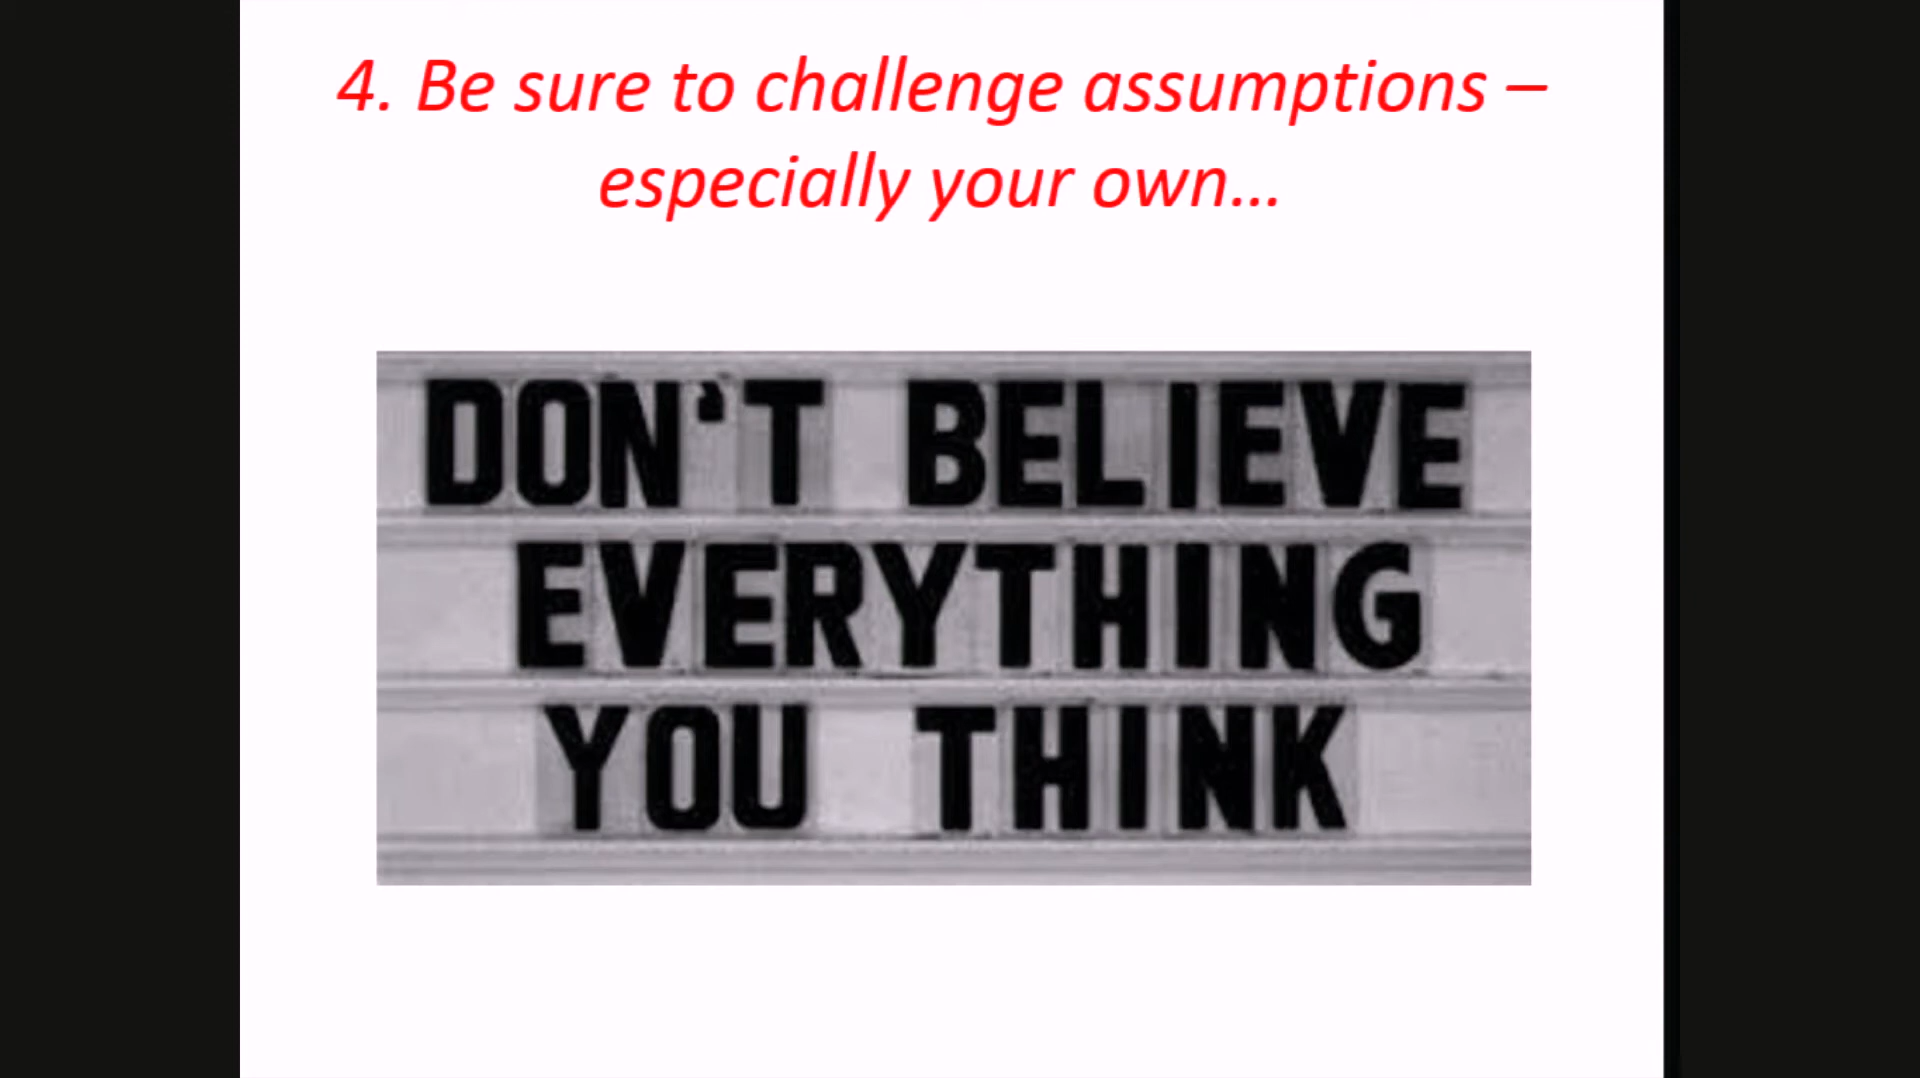 4. Be sure to challenge assumptions –
especially your own...
DON'T BELIEVE
EVERYTHING
YOU THINK